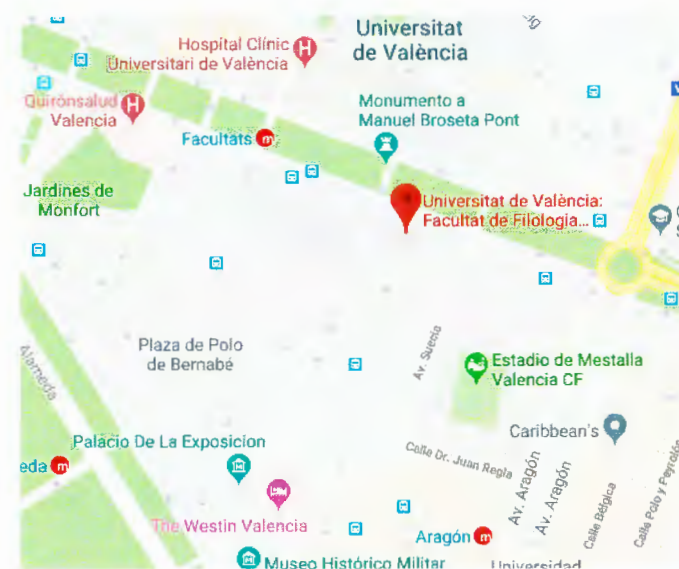 Universitat
de València
Hospital Clínic
Universitari de València
H
Quirónsalud
Valencia
H
Monumento a
Manuel Broseta Pont
Facultats
m
Jardines de
Monfort
Universitat de València:
Facultat de Filologia...
Plaza de Polo
de Bernabé
Av. Suecia
Alameda
Estadio de Mestalla
Valencia CF
Caribbean's
Palacio De La Exposicion
eda
m
Calle Dr. Juan Regla
Av. Aragón
Av. Aragón
Calle Bélgica
Calle Polo y Peyrolón
The Westin Valencia
Aragón
m
Museo Histórico Militar
Universidad